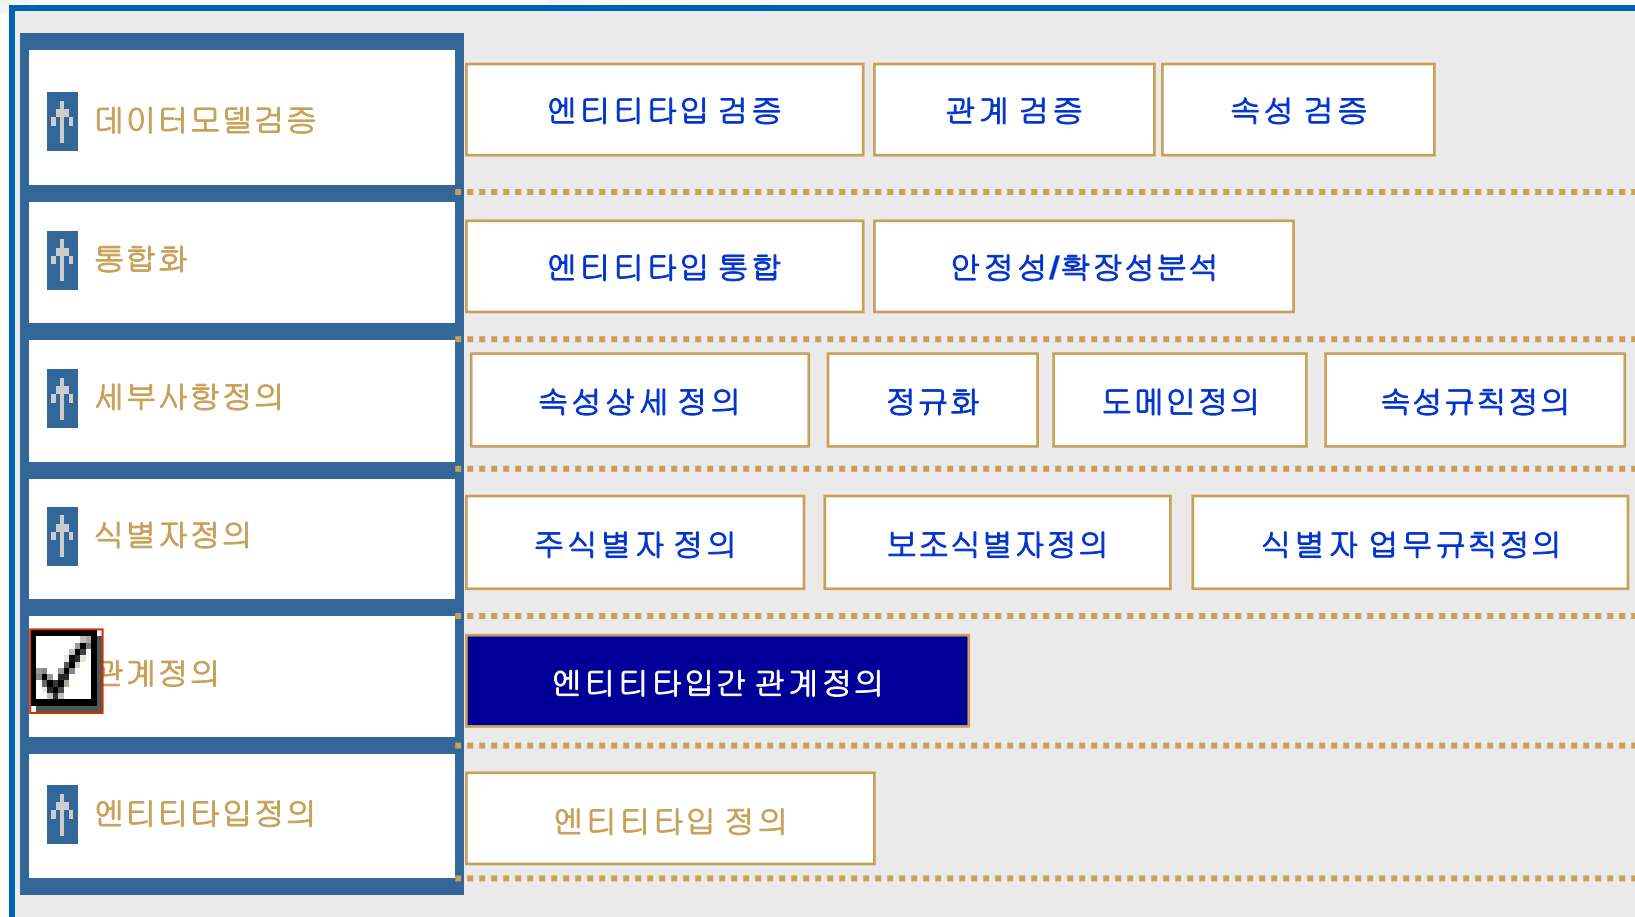 데이터모델검증
엔티티타입 검증
관계 검증
속성 검증
통합화
엔티티타입 통합
안정성/확장성분석
세부사항정의
속성상세 정의
정규화
도메인정의
속성규칙정의
식별자정의
주식별자 정의
보조식별자정의
식별자 업무규칙정의
관계정의
엔티티타입간 관계정의
엔티티타입정의
엔티티타입 정의